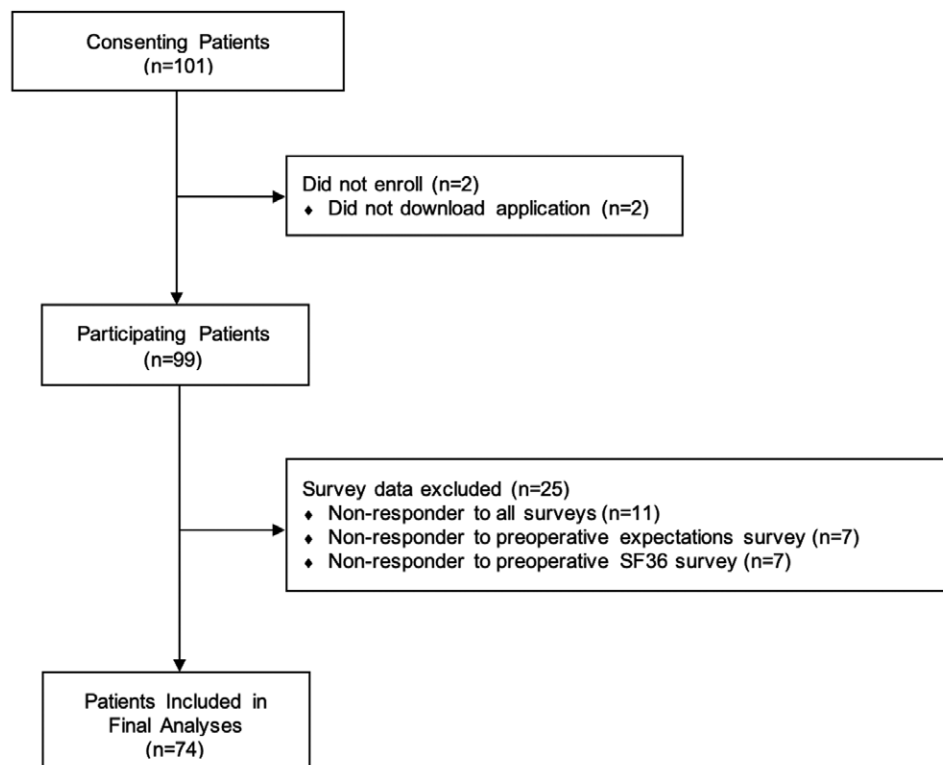 Consenting Patients
(n=101)
Did not enroll (n=2)
♦ Did not download application (n=2)
Participating Patients
(n=99)
Survey data excluded (n=25)
♦ Non-responder to all surveys (n=11)
♦ Non-responder to preoperative expectations survey (n=7)
♦ Non-responder to preoperative SF36 survey (n=7)
Patients Included in
Final Analyses
(n=74)